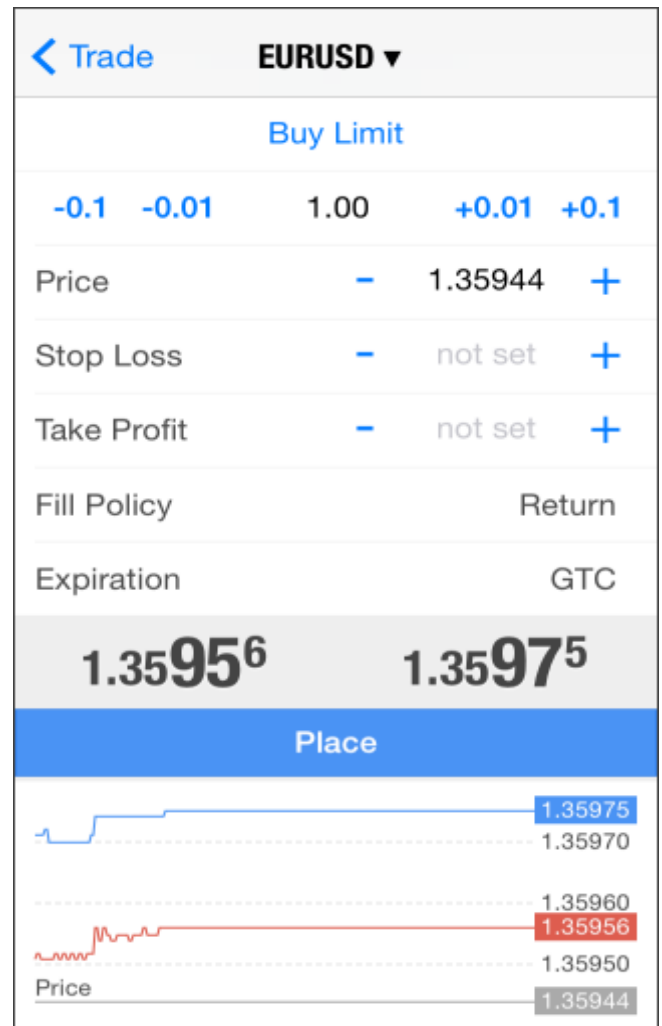 Trade EURUSD ▼
Buy Limit
-0.1 -0.01 1.00 +0.01 +0.1
Price - 1.35944 +
Stop Loss - not set +
Take Profit - not set +
Fill Policy Return
Expiration GTC
1.35956 1.35975
Place
1.35975
1.35970
1.35960
1.35956
1.35950
Price
1.35944